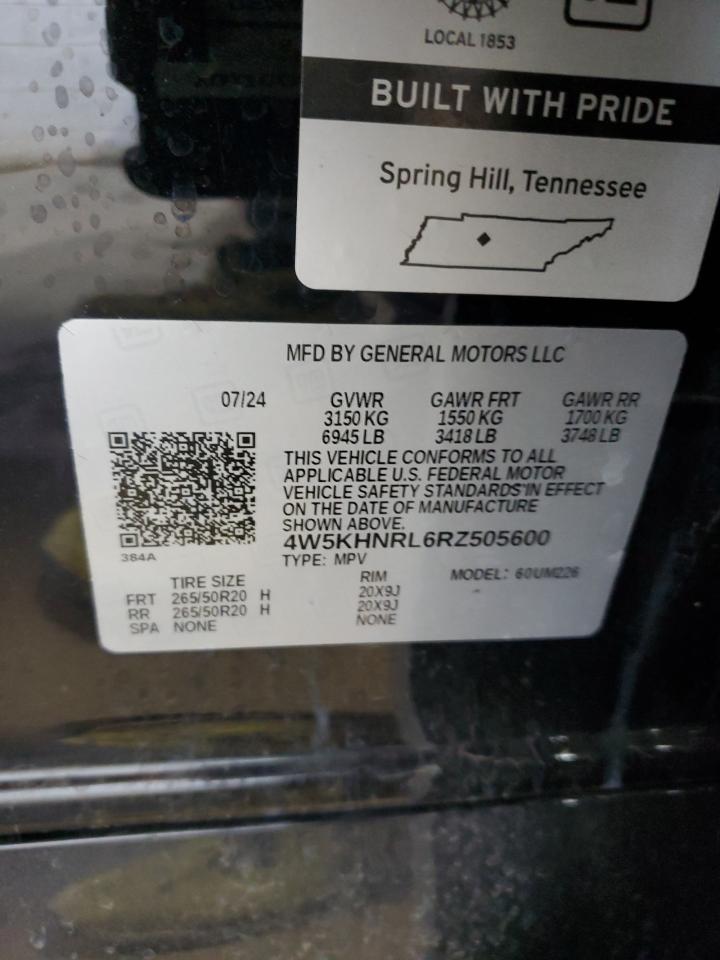 LOCAL 1853
BUILT WITH PRIDE
Spring Hill, Tennessee
MFD BY GENERAL MOTORS LLC
07/24 GVWR GAWR FRT GAWR RR
3150 KG 1550 KG 1700 KG
6945 LB 3418 LB 3748 LB
THIS VEHICLE CONFORMS TO ALL
APPLICABLE U.S. FEDERAL MOTOR
VEHICLE SAFETY STANDARDS IN EFFECT
ON THE DATE OF MANUFACTURE
SHOWN ABOVE.
4W5KHNRL6RZ505600
384A TYPE: MPV
TIRE SIZE RIM MODEL: 60UM226
FRT 265/50R20 H 20X9J
RR 265/50R20 H 20X9J
SPA NONE NONE